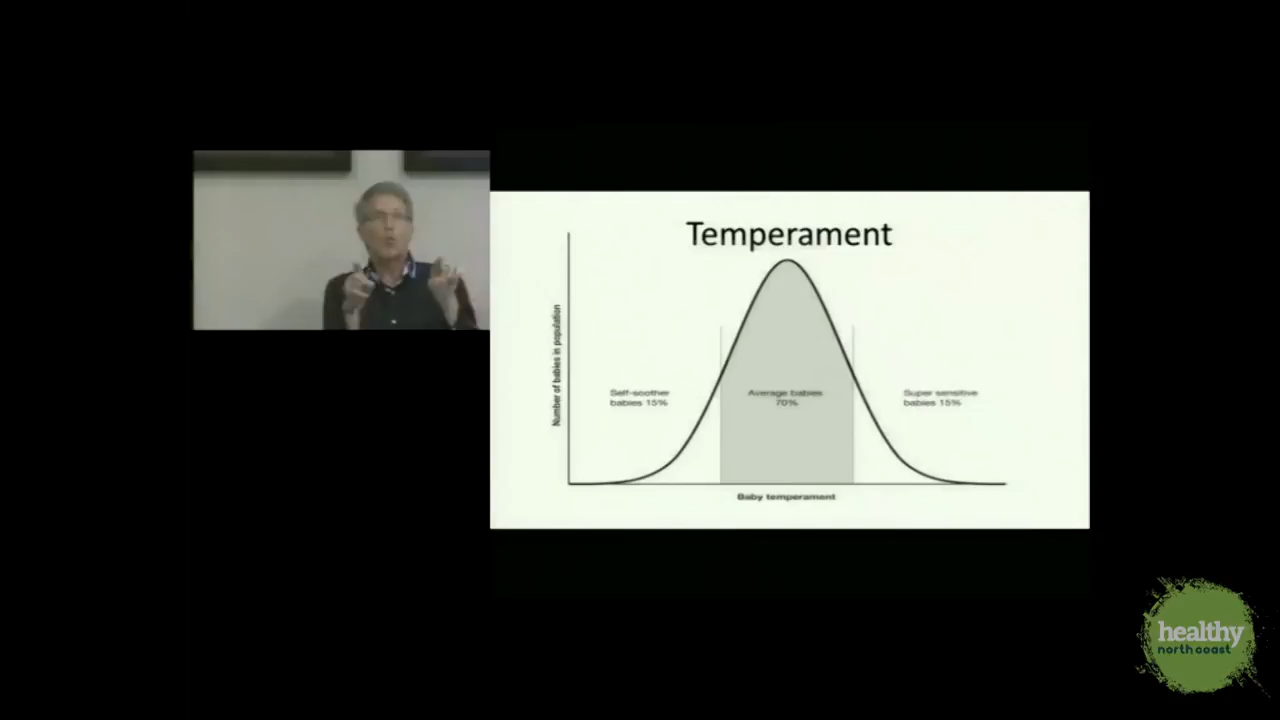 Temperament
Number of babies in population
Self-soother
babies 15%
Average babies
70%
Super sensitive
babies 15%
Baby temperament
healthy
north coast